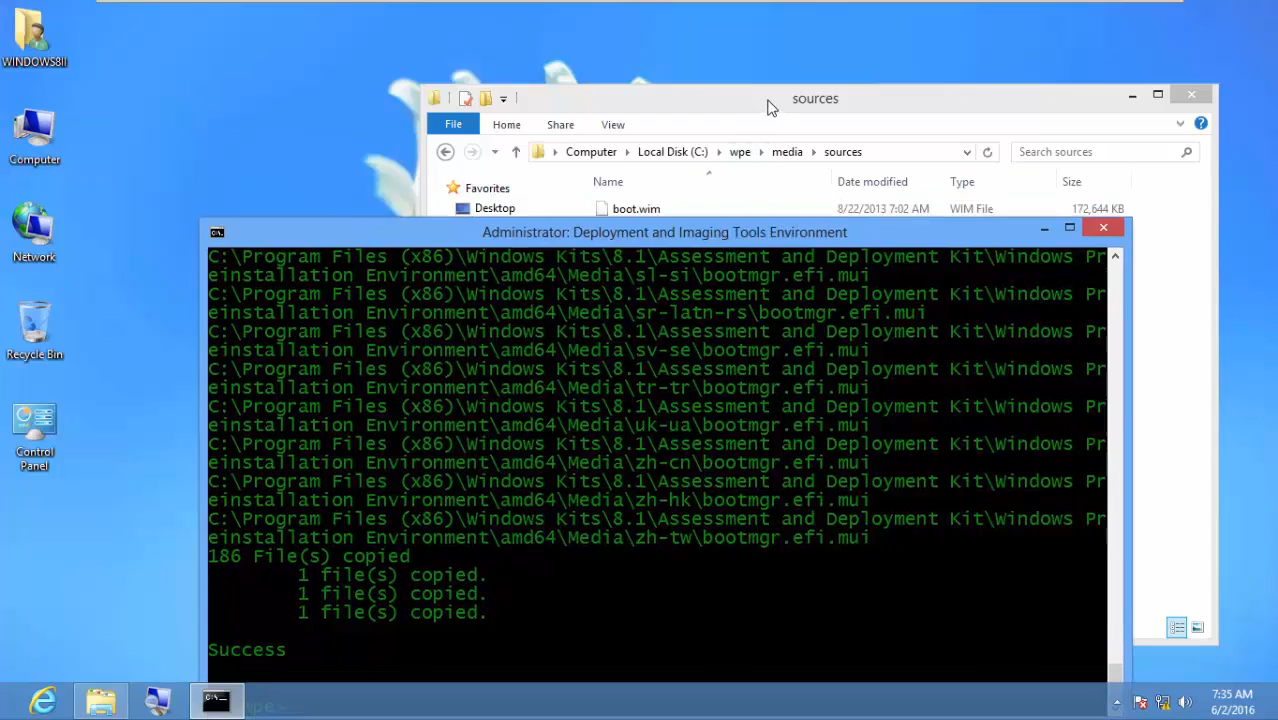 WINDOWS8II
Computer
Network
Recycle Bin
Control
Panel
sources
File
Home
Share
View
Computer
Local Disk (C:)
wpe
media
sources
Search sources
Favorites
Desktop
Name
Date modified
Type
Size
boot.wim
8/22/2013 7:02 AM
WIM File
172,644 KB
Administrator: Deployment and Imaging Tools Environment
C:\Program Files (x86)\Windows Kits\8.1\Assessment and Deployment Kit\Windows Pr
einstallation Environment\amd64\Media\sl-si\bootmgr.efi.mui
C:\Program Files (x86)\Windows Kits\8.1\Assessment and Deployment Kit\Windows Pr
einstallation Environment\amd64\Media\sr-latn-rs\bootmgr.efi.mui
C:\Program Files (x86)\Windows Kits\8.1\Assessment and Deployment Kit\Windows Pr
einstallation Environment\amd64\Media\sv-se\bootmgr.efi.mui
C:\Program Files (x86)\Windows Kits\8.1\Assessment and Deployment Kit\Windows Pr
einstallation Environment\amd64\Media\tr-tr\bootmgr.efi.mui
C:\Program Files (x86)\Windows Kits\8.1\Assessment and Deployment Kit\Windows Pr
einstallation Environment\amd64\Media\uk-ua\bootmgr.efi.mui
C:\Program Files (x86)\Windows Kits\8.1\Assessment and Deployment Kit\Windows Pr
einstallation Environment\amd64\Media\zh-cn\bootmgr.efi.mui
C:\Program Files (x86)\Windows Kits\8.1\Assessment and Deployment Kit\Windows Pr
einstallation Environment\amd64\Media\zh-hk\bootmgr.efi.mui
C:\Program Files (x86)\Windows Kits\8.1\Assessment and Deployment Kit\Windows Pr
einstallation Environment\amd64\Media\zh-tw\bootmgr.efi.mui
186 File(s) copied
1 file(s) copied.
1 file(s) copied.
1 file(s) copied.
Success
7:35 AM
6/2/2016